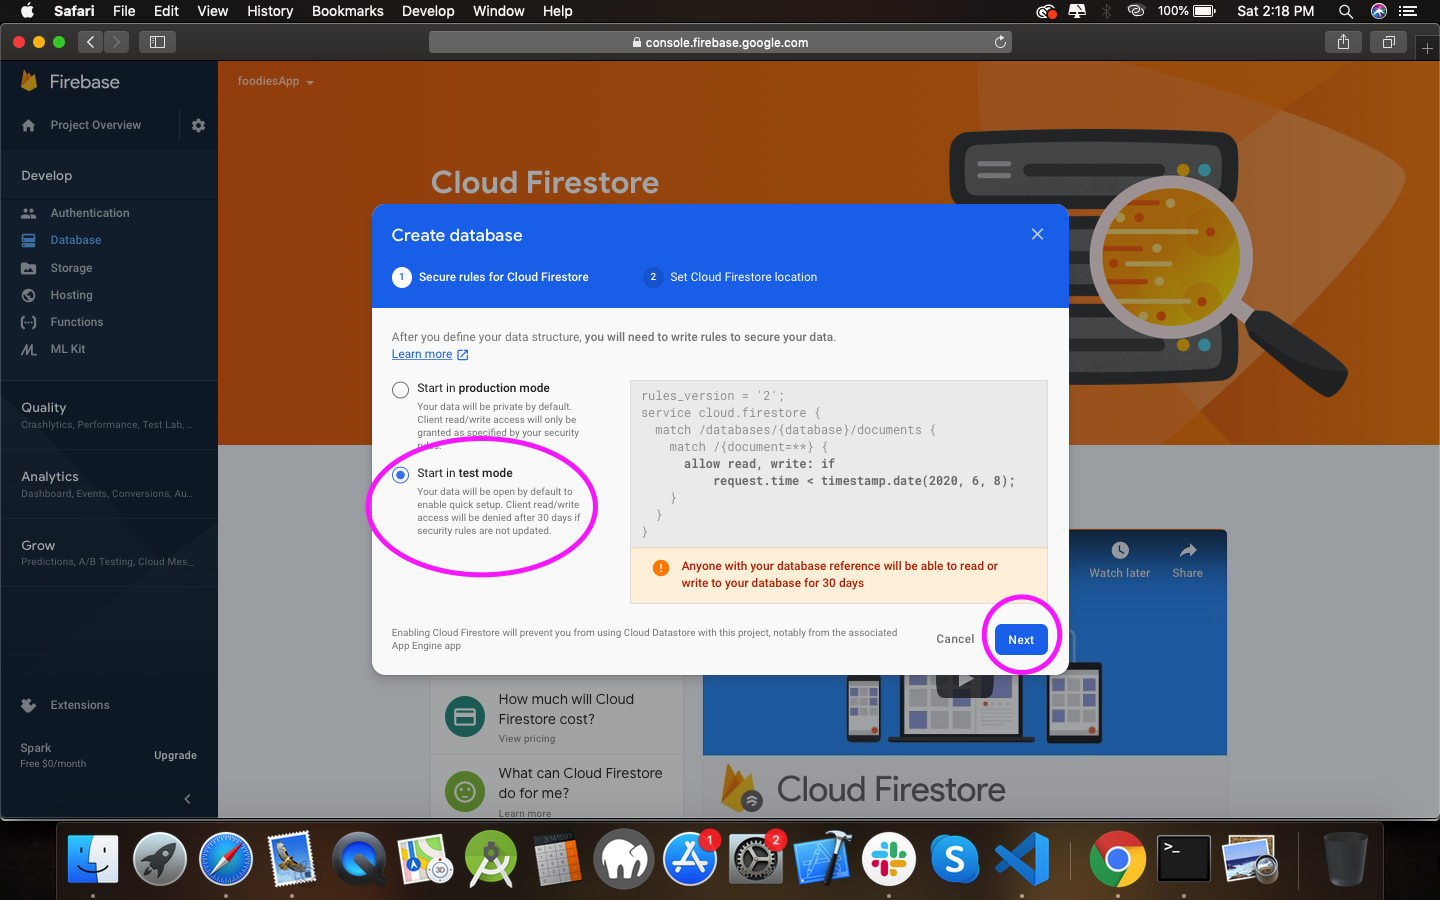 Safari File Edit View History Bookmarks Develop Window Help
100% Sat 2:18 PM
console.firebase.google.com
Firebase
foodiesApp
Project Overview
Develop
Authentication
Database
Storage
Hosting
Functions
ML Kit
Quality
Crashlytics, Performance, Test Lab, ...
Analytics
Dashboard, Events, Conversions, Au...
Grow
Predictions, A/B Testing, Cloud Mes...
Extensions
Spark
Free $0/month
Upgrade
Cloud Firestore
Create database
1 Secure rules for Cloud Firestore
2 Set Cloud Firestore location
After you define your data structure, you will need to write rules to secure your data.
Learn more
Start in production mode
Your data will be private by default.
Client read/write access will only be
granted as specified by your security
rules.
Start in test mode
Your data will be open by default to
enable quick setup. Client read/write
access will be denied after 30 days if
security rules are not updated.
rules_version = '2';
service cloud.firestore {
match /databases/{database}/documents {
match /{document=**} {
allow read, write: if
request.time < timestamp.date(2020, 6, 8);
}
}
}
Anyone with your database reference will be able to read or
write to your database for 30 days
Enabling Cloud Firestore will prevent you from using Cloud Datastore with this project, notably from the associated
App Engine app
Cancel
Next
Watch later
Share
How much will Cloud
Firestore cost?
View pricing
What can Cloud Firestore
do for me?
Learn more
Cloud Firestore
3D
1
2
S
>_